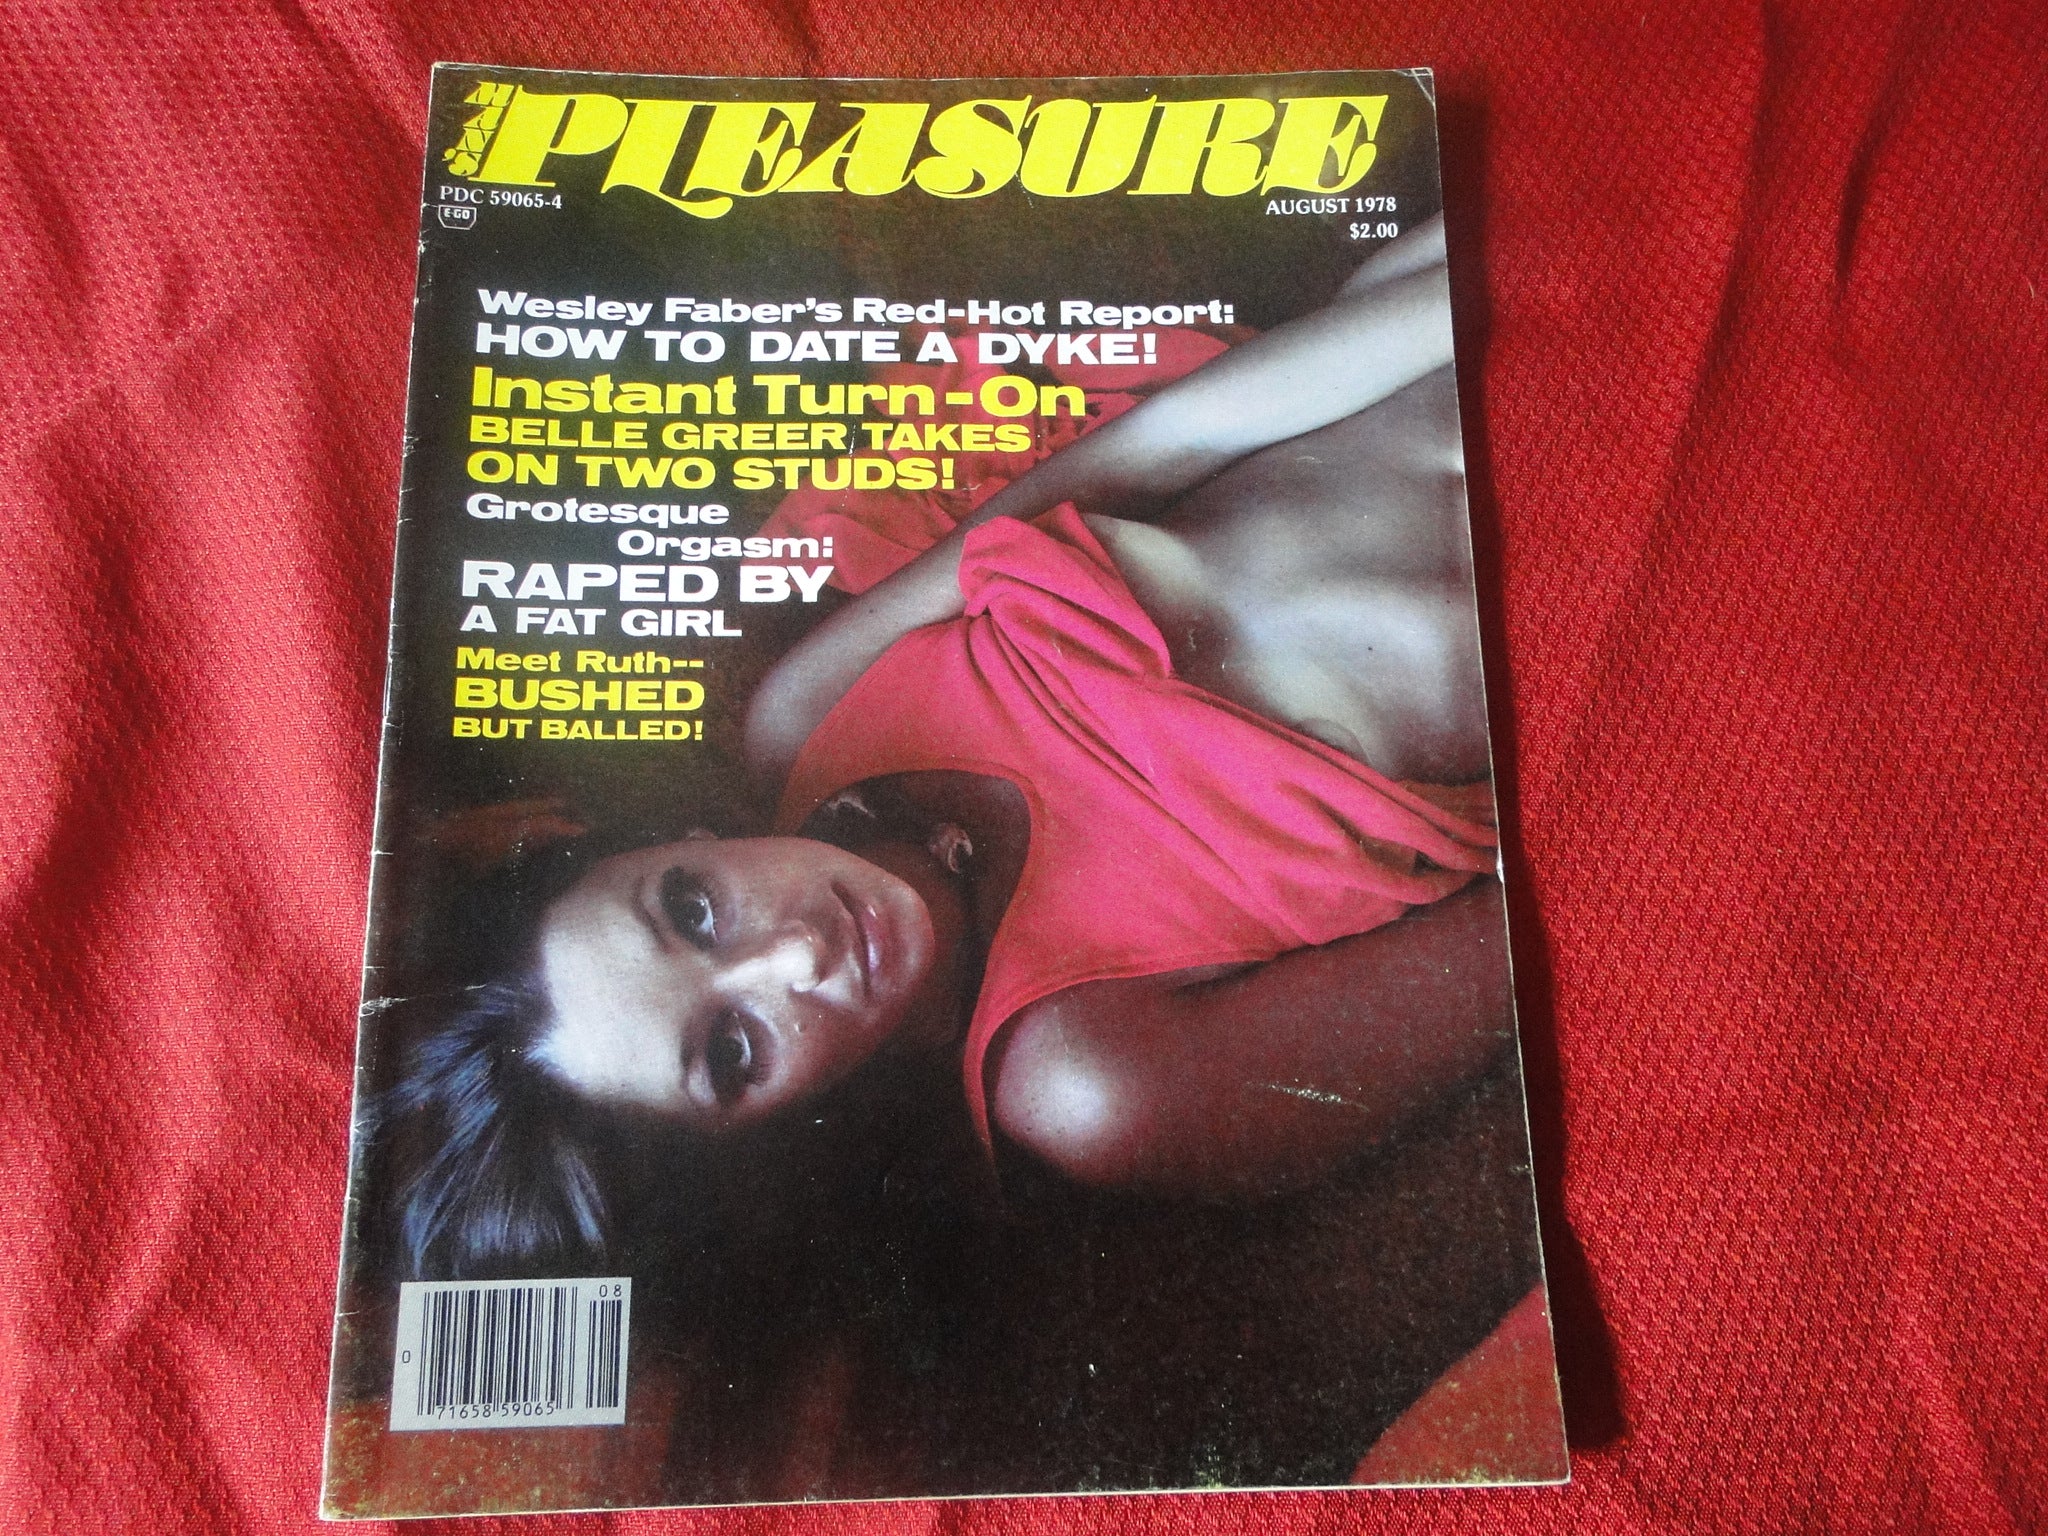 MAN'S PLEASURE
PDC 59065-4
E-GO
AUGUST 1978
$2.00
Wesley Faber's Red-Hot Report:
HOW TO DATE A DYKE!
Instant Turn-On
BELLE GREER TAKES
ON TWO STUDS!
Grotesque
Orgasm:
RAPED BY
A FAT GIRL
Meet Ruth--
BUSHED
BUT BALLED!
08
0 71658 59065